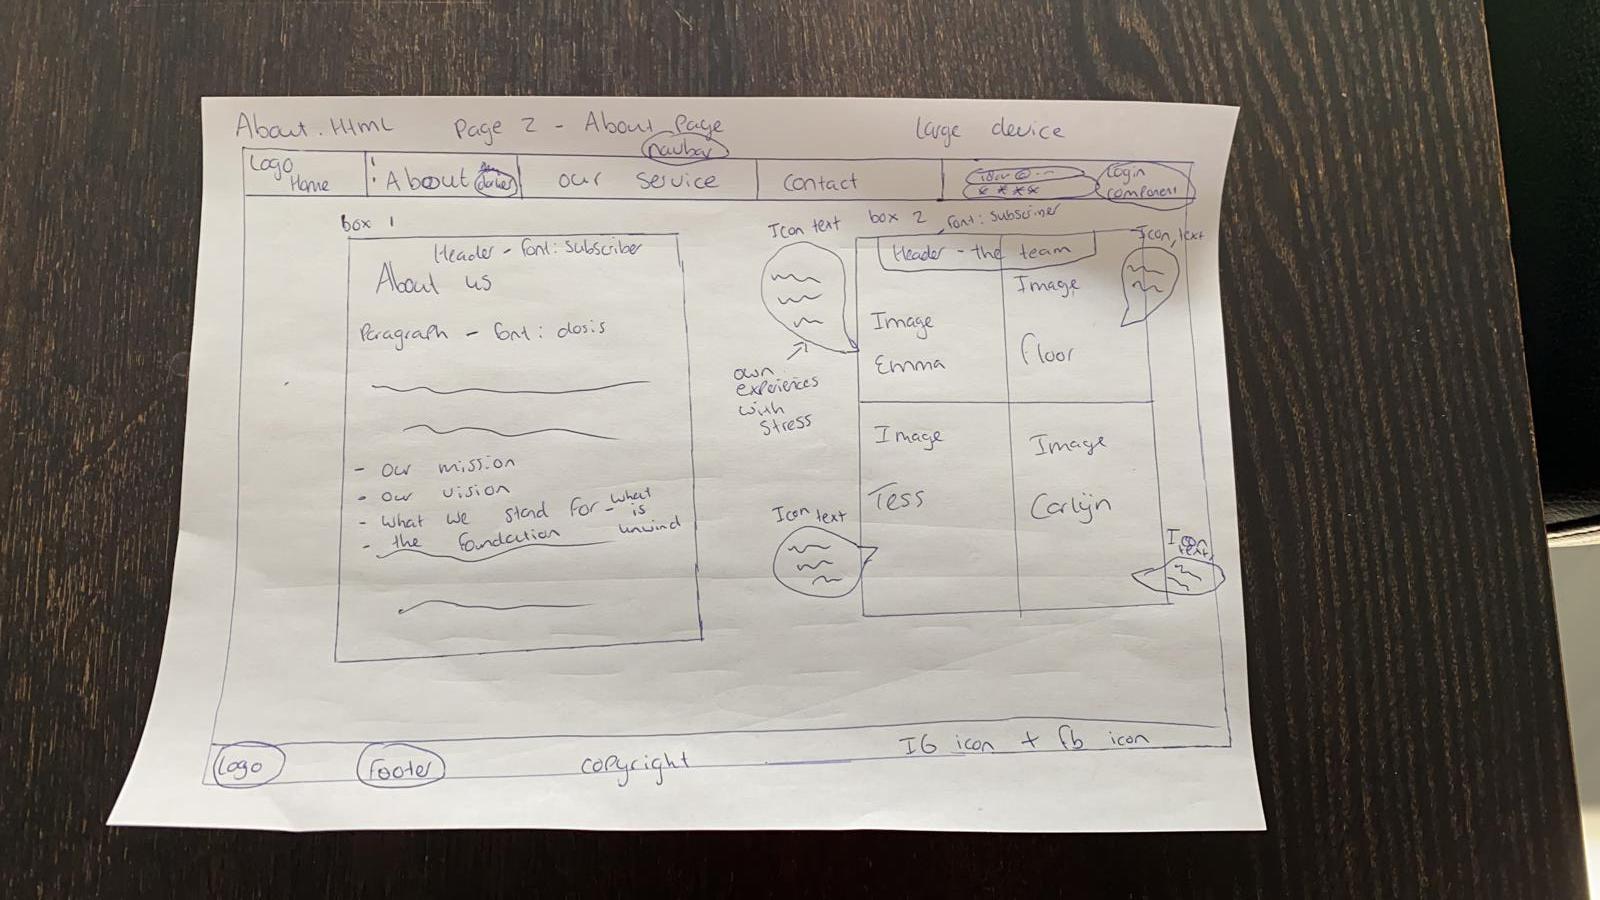 About.Html Page 2 - About Page large device
navbar
Logo
Home
: About darker
our service
contact
* * * *
Login
component
box 1
Header - font: Subscriber
About us
Paragraph - font: dosis
- our mission
- our vision
- what we stand for - what is unwind
- the foundation
Icon text
own
experiences
with
stress
box 2 font: Subscriner
Header - the team
Icon, text
Image
Emma
Image
floor
Image
Tess
Image
Carlijn
Icon text
Icon
text,
Logo
Footer
copyright
IG icon + fb icon